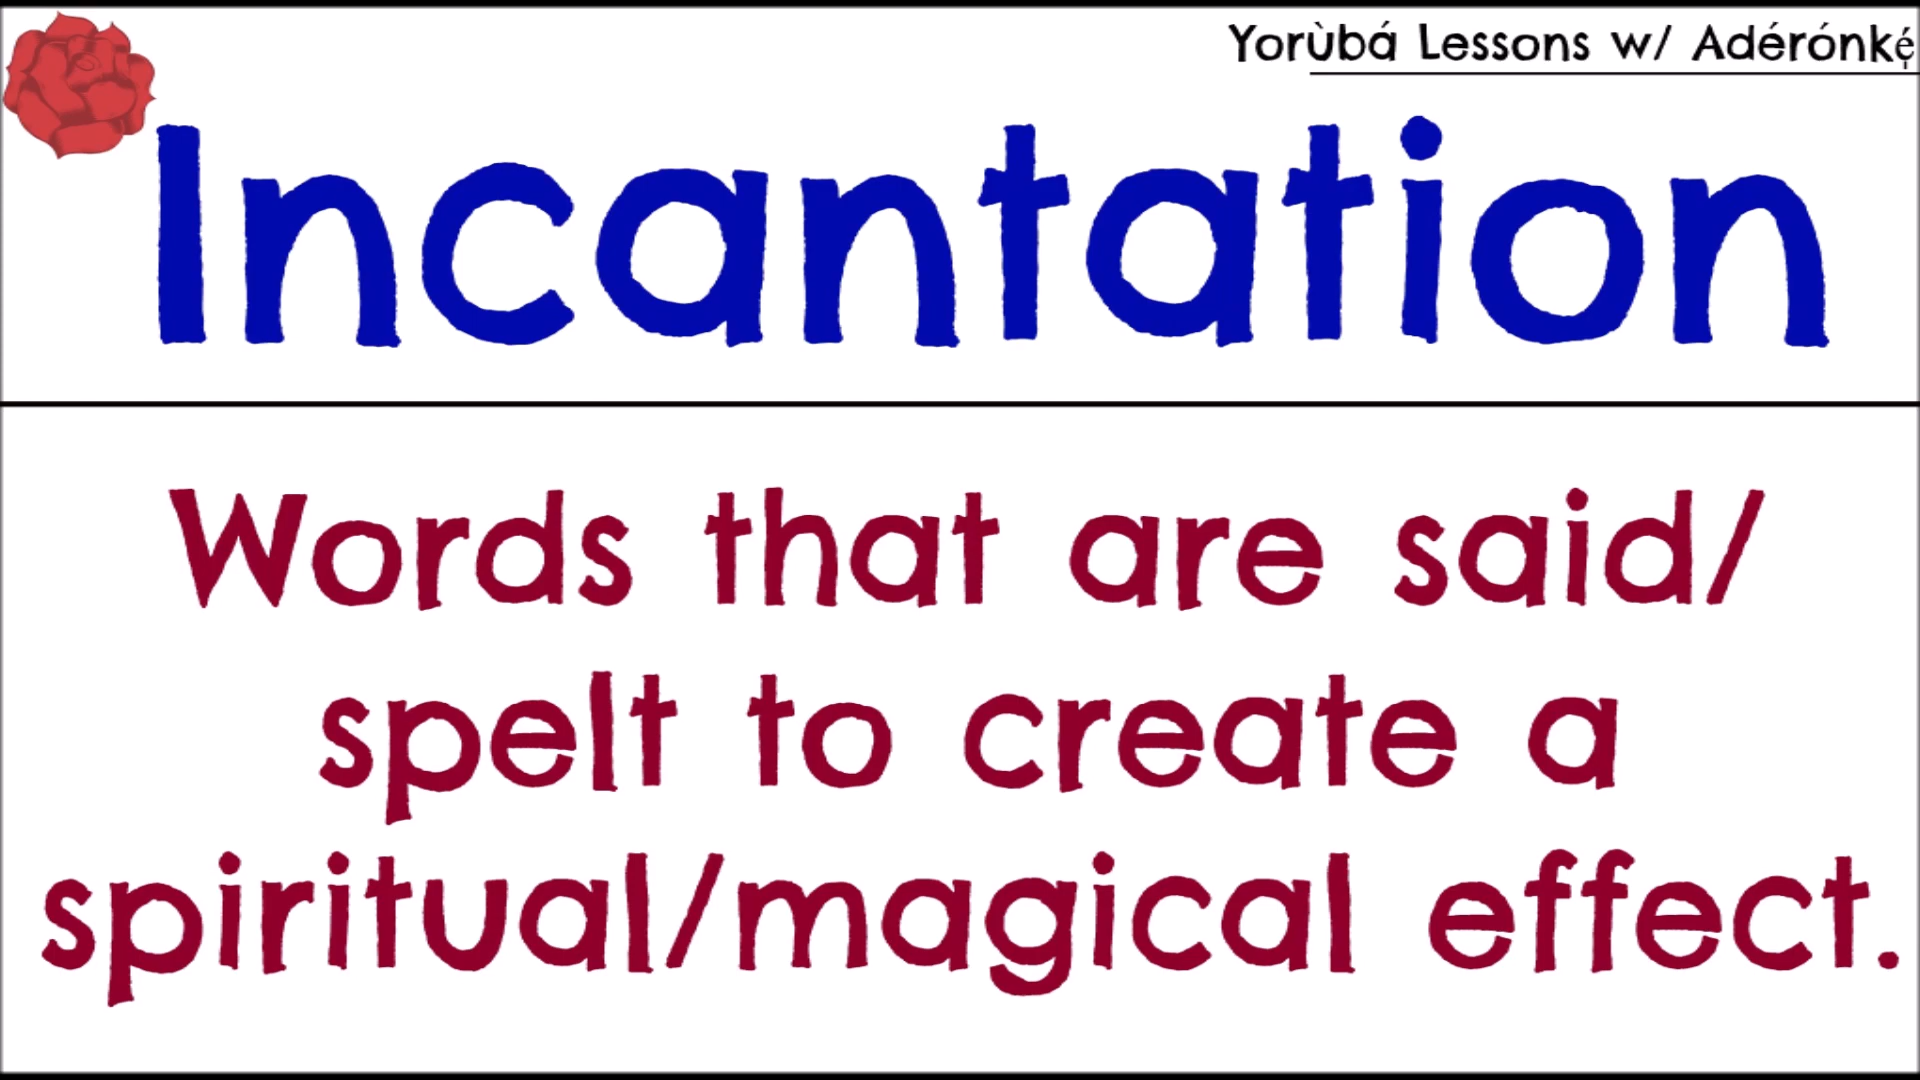 Yorùbá Lessons w/ Adérónkẹ́
Incantation
Words that are said/
spelt to create a
spiritual/magical effect.